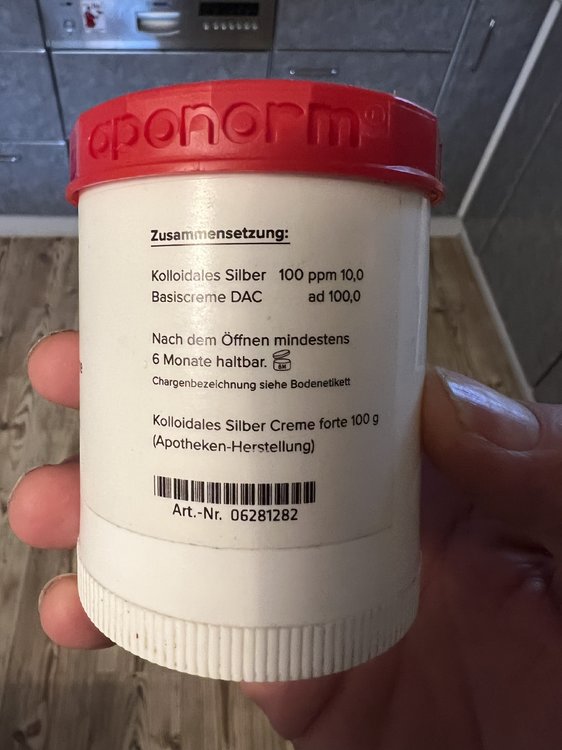 aponorm®
Zusammensetzung:
Kolloidales Silber 100 ppm 10,0
Basiscreme DAC ad 100,0
Nach dem Öffnen mindestens
6 Monate haltbar. 6M
Chargenbezeichnung siehe Bodenetikett
Kolloidales Silber Creme forte 100 g
(Apotheken-Herstellung)
Art.-Nr. 06281282